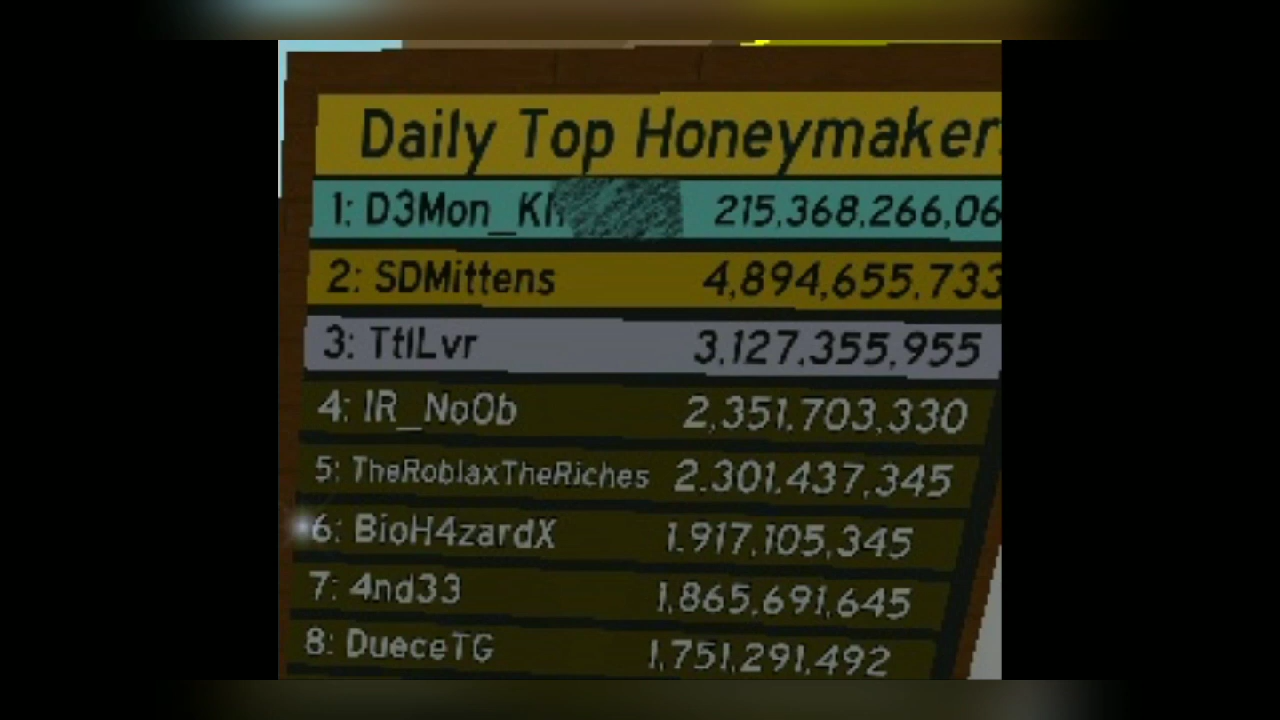 Daily Top Honeymaker
1: D3Mon_ 215,368,266,06
2: SDMittens 4,894,655,733
3: TtlLvr 3,127,355,955
4: IR_No0b 2,351,703,330
5: TheRoblaxTheRiches 2,301,437,345
6: BioH4zardX 1,917,105,345
7: 4nd33 1,865,691,645
8: DueceTG 1,751,291,492